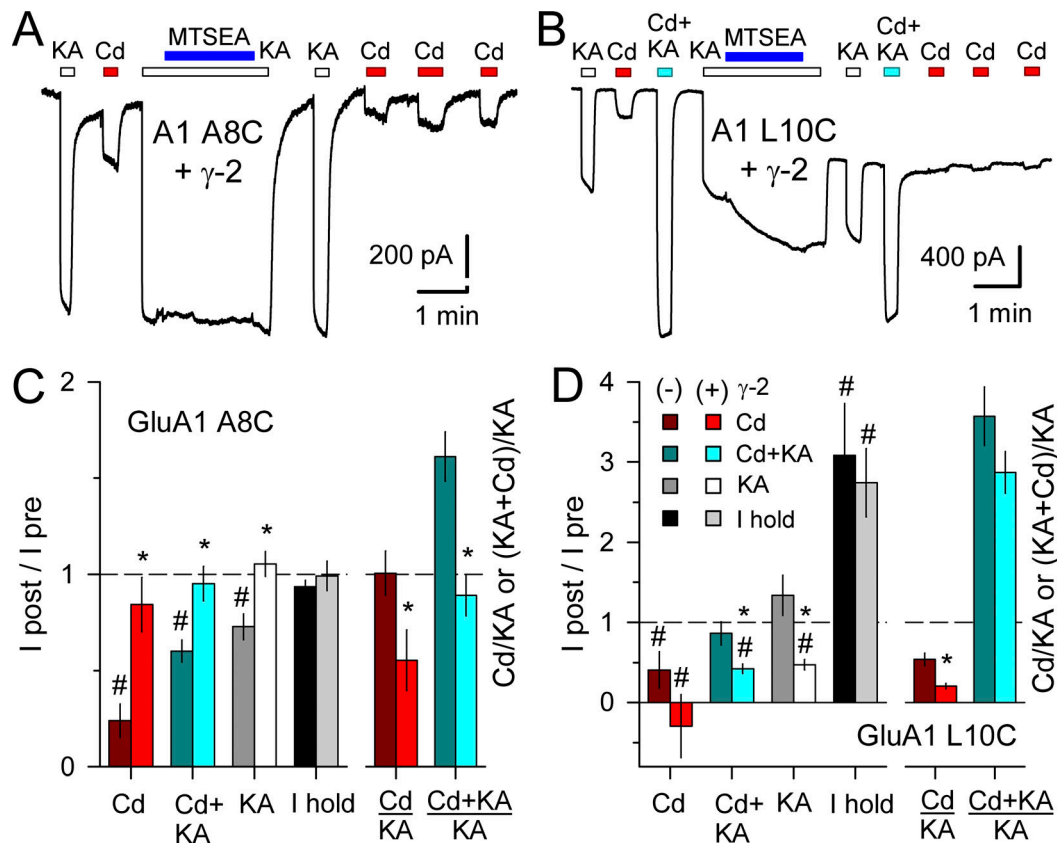 A
MTSEA
KA Cd KA KA Cd Cd Cd
A1 A8C
+ γ-2
200 pA
1 min
B
Cd+ Cd+
KA Cd KA KA MTSEA KA KA Cd Cd Cd
A1 L10C
+ γ-2
400 pA
1 min
C
GluA1 A8C
I post / I pre
Cd/KA or (KA+Cd)/KA
2
1
0
# * # * # * * *
Cd Cd+ KA I hold Cd Cd+KA
KA KA KA
D
(-) (+) γ-2
Cd
Cd+KA
KA
I hold
I post / I pre
Cd/KA or (KA+Cd)/KA
4
3
2
1
0
# # * # * # # # *
GluA1 L10C
Cd Cd+ KA I hold Cd Cd+KA
KA KA KA